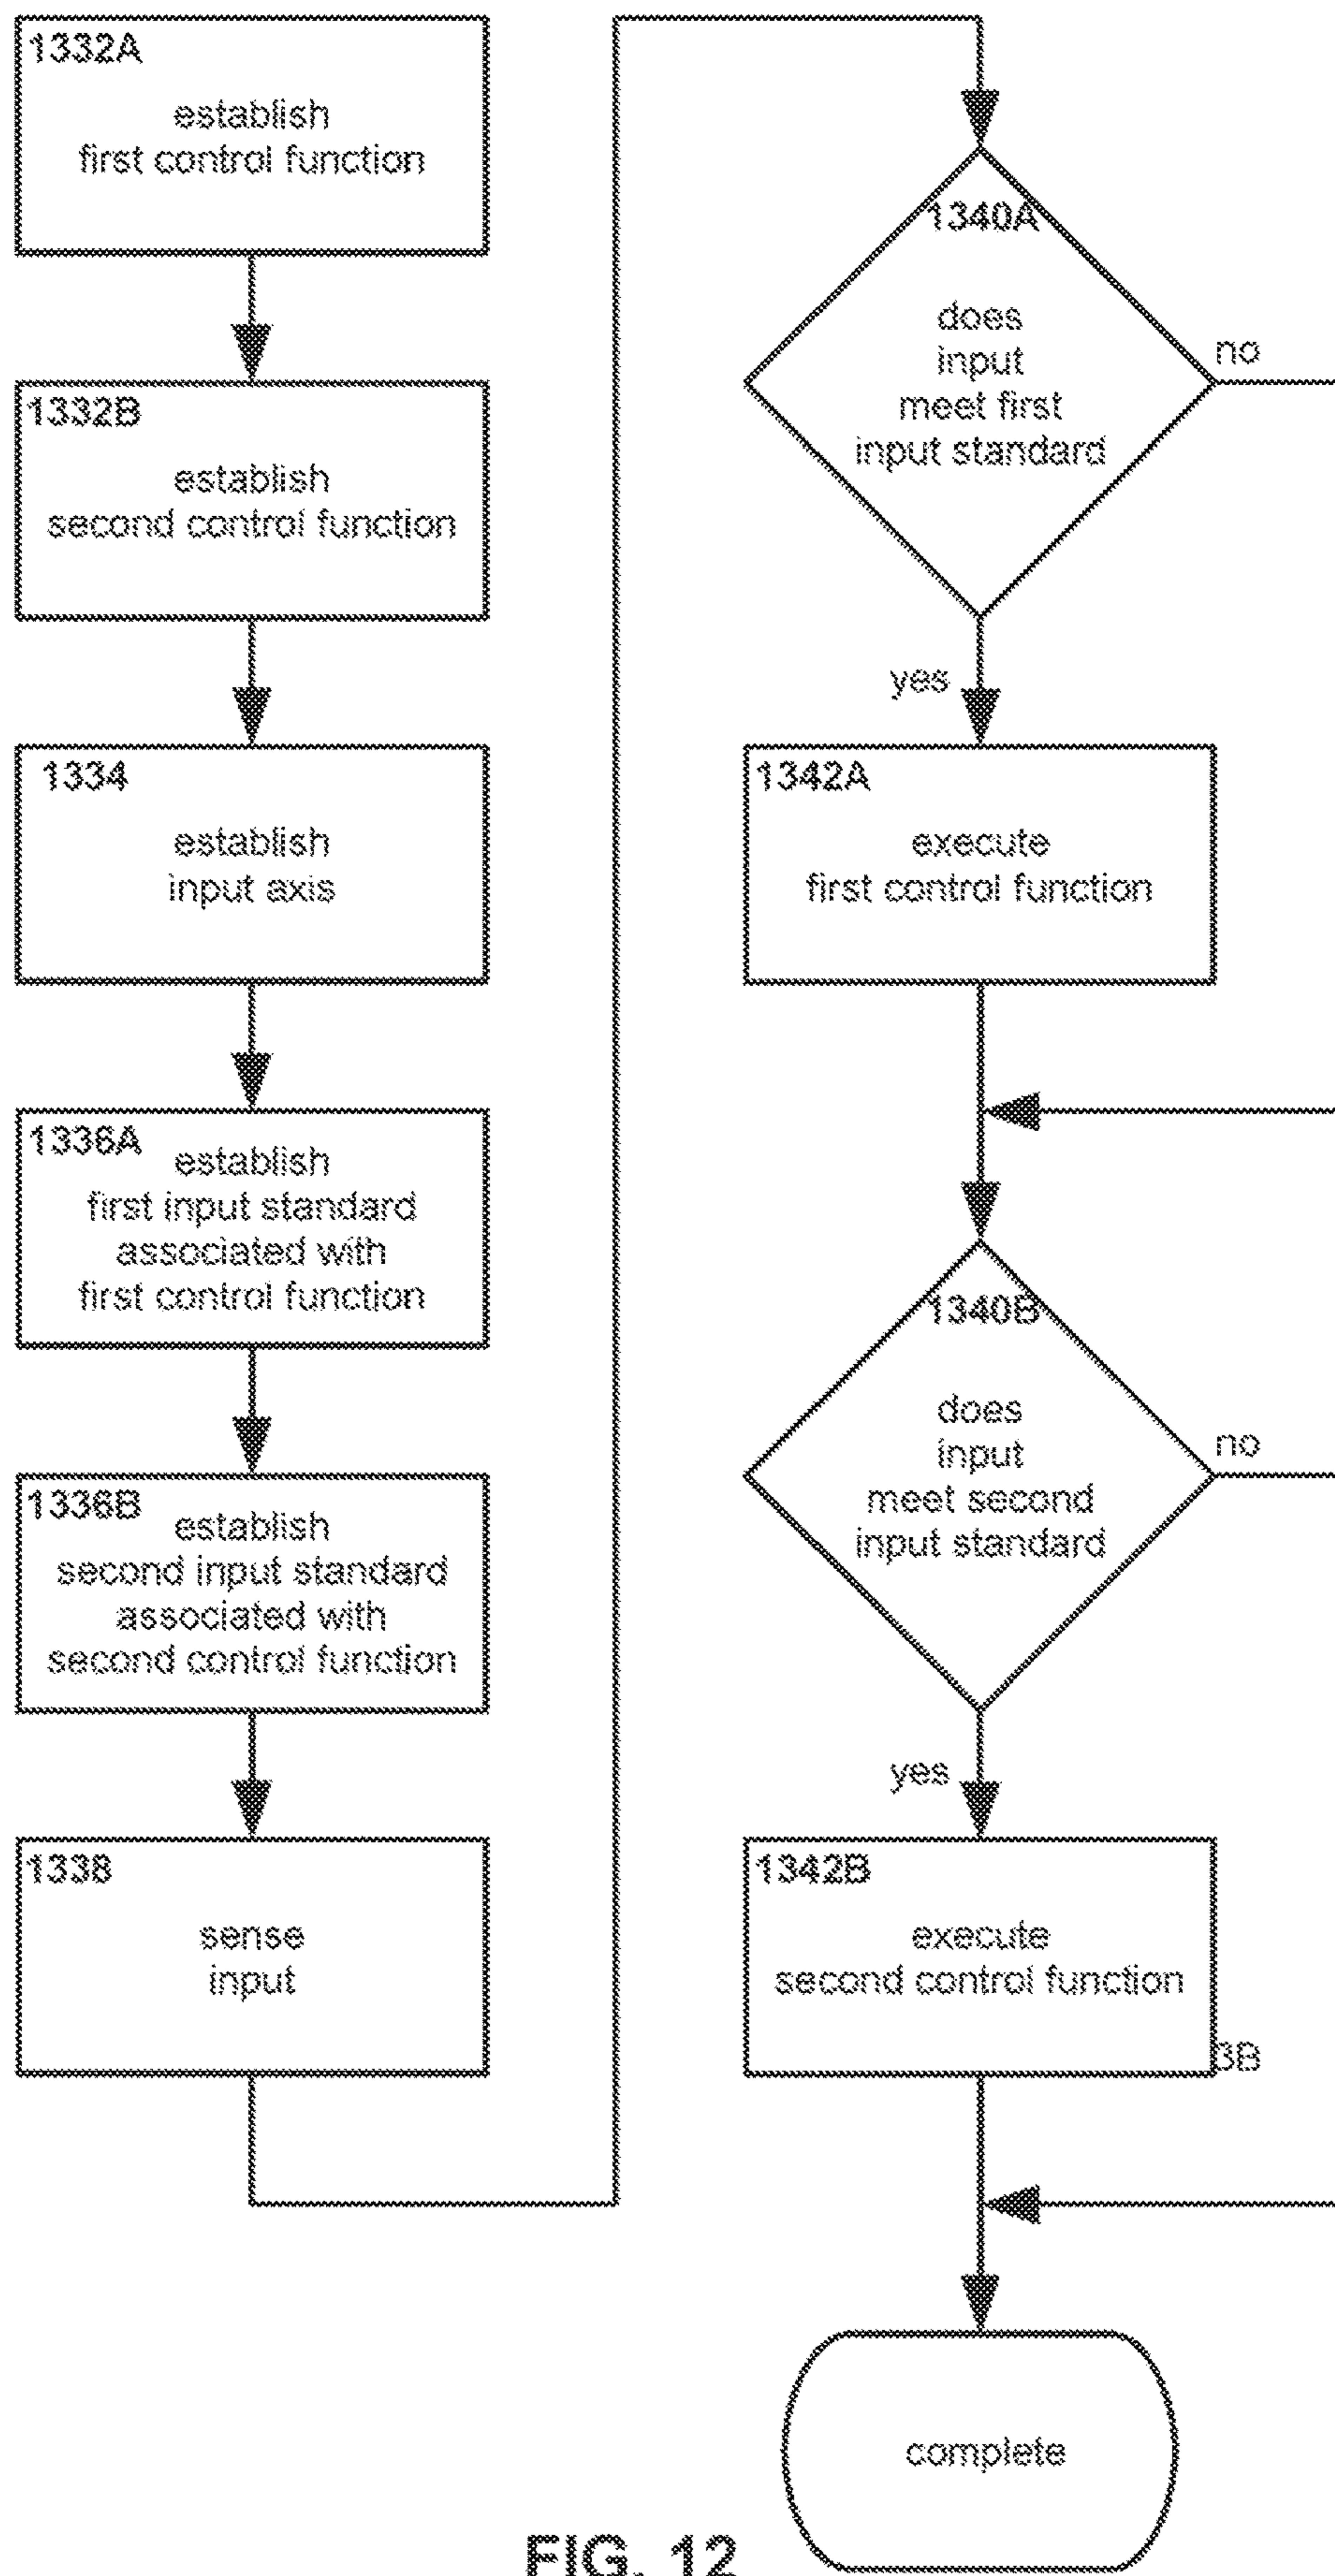 1332A
establish
first control function
1332B
establish
second control function
1334
establish
input axis
1336A
establish
first input standard
associated with
first control function
1336B
establish
second input standard
associated with
second control function
1338
sense
input
1340A
does
input
meet first
input standard
no
yes
1342A
execute
first control function
1340B
does
input
meet second
input standard
no
yes
1342B
execute
second control function
3B
complete
FIG. 12